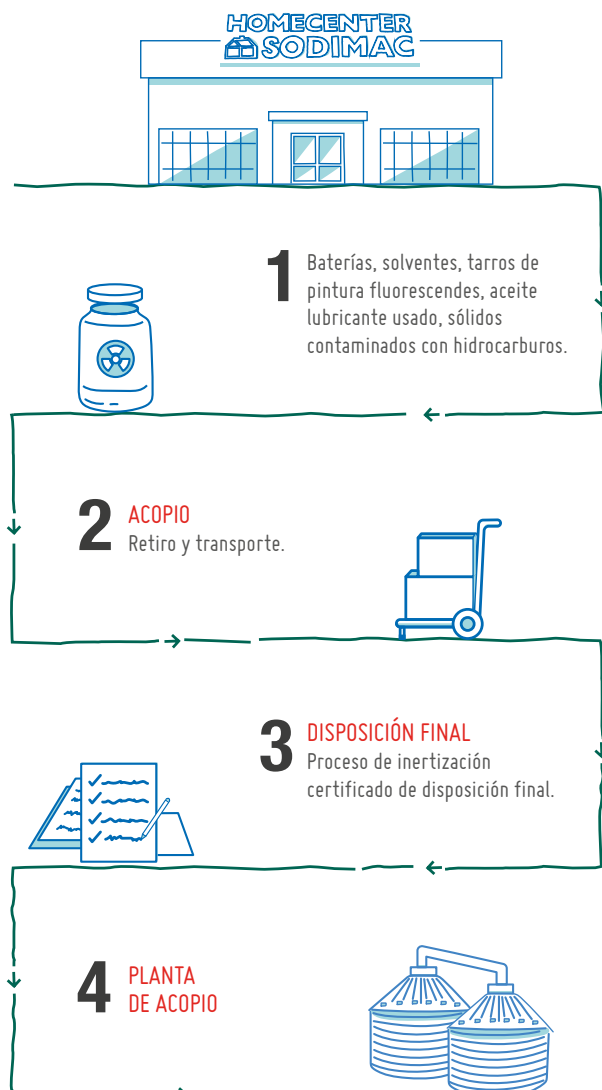 HOMECENTER
SODIMAC
1
Baterías, solventes, tarros de
pintura fluorescendes, aceite
lubricante usado, sólidos
contaminados con hidrocarburos.
2
ACOPIO
Retiro y transporte.
3
DISPOSICIÓN FINAL
Proceso de inertización
certificado de disposición final.
4
PLANTA
DE ACOPIO